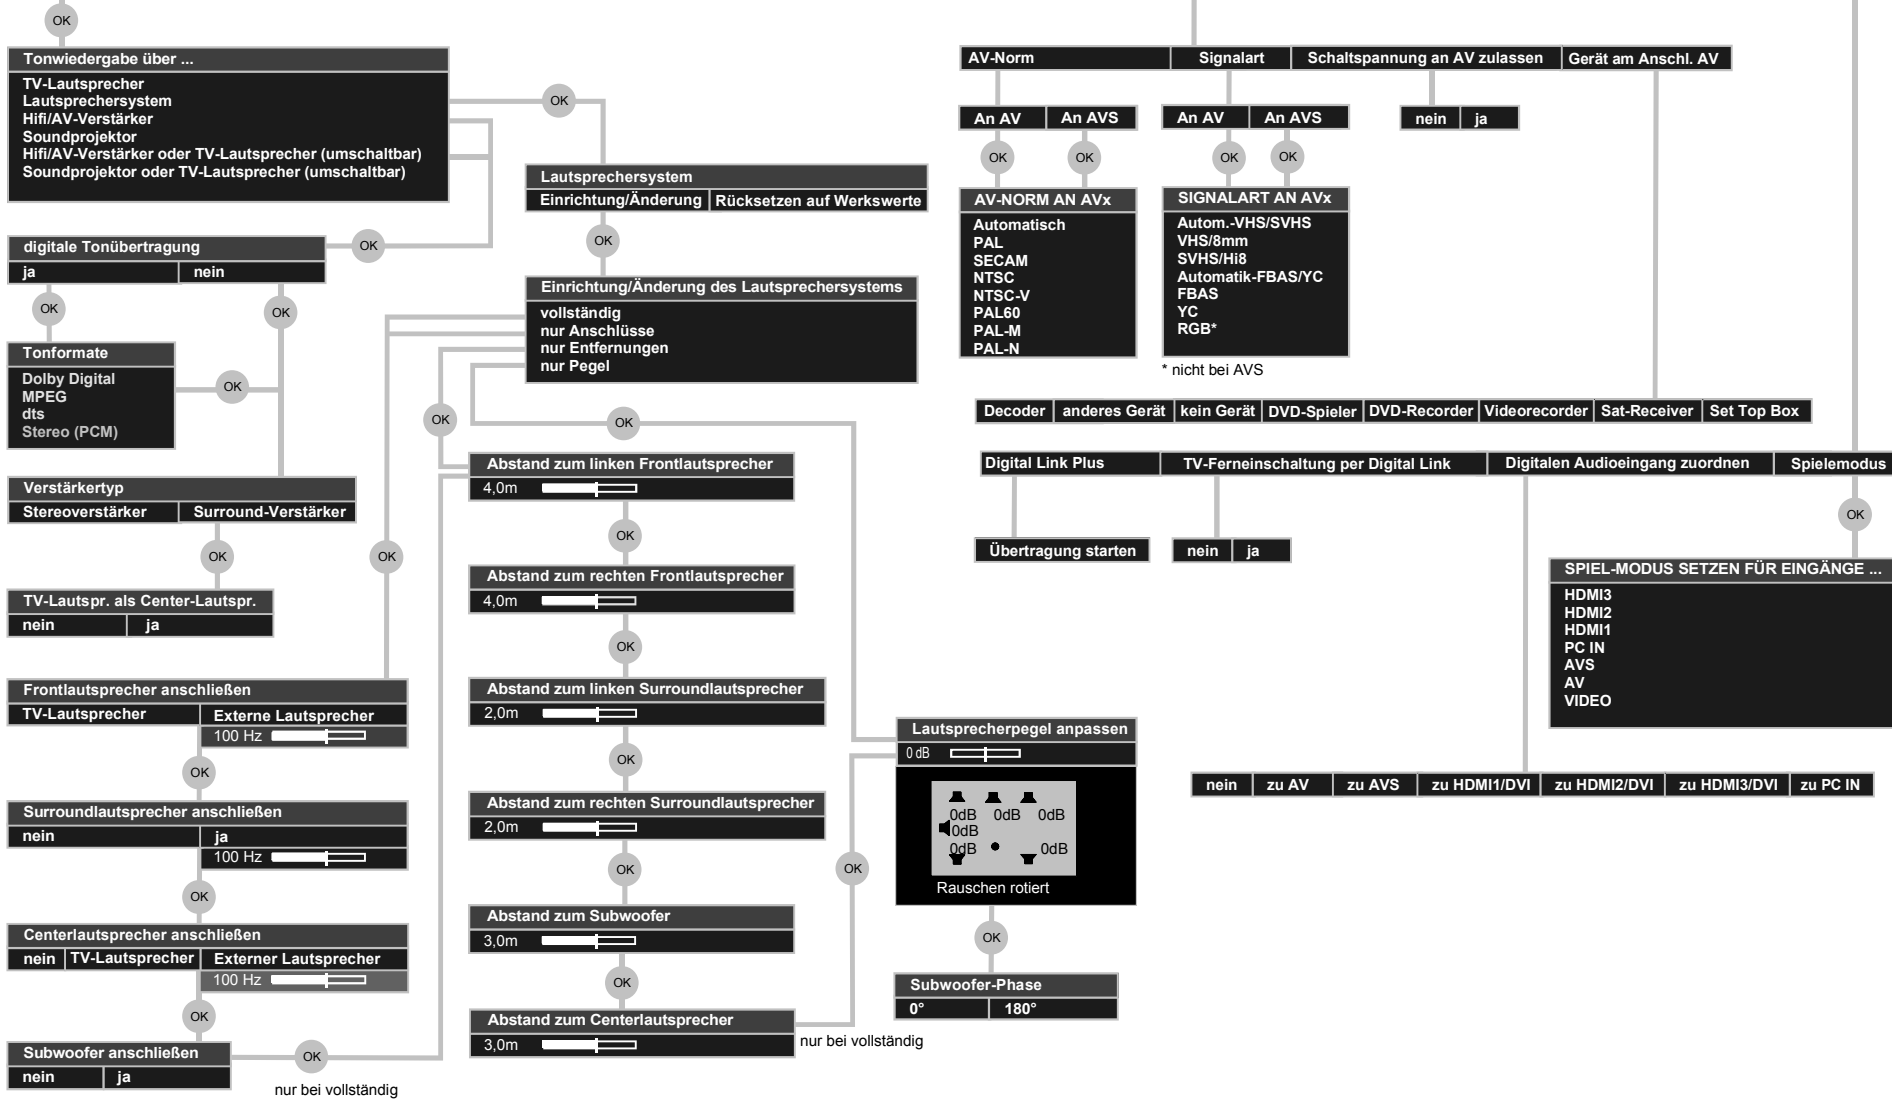 OK
Tonwiedergabe über ...
TV-Lautsprecher
Lautsprechersystem
Hifi/AV-Verstärker
Soundprojektor
Hifi/AV-Verstärker oder TV-Lautsprecher (umschaltbar)
Soundprojektor oder TV-Lautsprecher (umschaltbar)
OK
digitale Tonübertragung
ja nein
OK
OK
OK
Tonformate
Dolby Digital
MPEG
dts
Stereo (PCM)
OK
Verstärkertyp
Stereoverstärker Surround-Verstärker
OK
TV-Lautspr. als Center-Lautspr.
nein ja
OK
Frontlautsprecher anschließen
TV-Lautsprecher Externe Lautsprecher
100 Hz
OK
Surroundlautsprecher anschließen
nein ja
100 Hz
OK
Centerlautsprecher anschließen
nein TV-Lautsprecher Externer Lautsprecher
100 Hz
OK
Subwoofer anschließen
nein ja
OK
nur bei vollständig
Lautsprechersystem
Einrichtung/Änderung Rücksetzen auf Werkswerte
OK
Einrichtung/Änderung des Lautsprechersystems
vollständig
nur Anschlüsse
nur Entfernungen
nur Pegel
OK
OK
Abstand zum linken Frontlautsprecher
4,0m
OK
Abstand zum rechten Frontlautsprecher
4,0m
OK
Abstand zum linken Surroundlautsprecher
2,0m
OK
Abstand zum rechten Surroundlautsprecher
2,0m
OK
Abstand zum Subwoofer
3,0m
OK
Abstand zum Centerlautsprecher
3,0m
nur bei vollständig
OK
Lautsprecherpegel anpassen
0 dB
0dB 0dB 0dB
0dB
0dB 0dB
Rauschen rotiert
OK
Subwoofer-Phase
0° 180°
AV-Norm Signalart Schaltspannung an AV zulassen Gerät am Anschl. AV
An AV An AVS
An AV An AVS
nein ja
OK OK
OK OK
AV-NORM AN AVx
Automatisch
PAL
SECAM
NTSC
NTSC-V
PAL60
PAL-M
PAL-N
SIGNALART AN AVx
Autom.-VHS/SVHS
VHS/8mm
SVHS/Hi8
Automatik-FBAS/YC
FBAS
YC
RGB*
* nicht bei AVS
Decoder anderes Gerät kein Gerät DVD-Spieler DVD-Recorder Videorecorder Sat-Receiver Set Top Box
Digital Link Plus TV-Ferneinschaltung per Digital Link Digitalen Audioeingang zuordnen Spielemodus
OK
Übertragung starten
nein ja
SPIEL-MODUS SETZEN FÜR EINGÄNGE ...
HDMI3
HDMI2
HDMI1
PC IN
AVS
AV
VIDEO
nein zu AV zu AVS zu HDMI1/DVI zu HDMI2/DVI zu HDMI3/DVI zu PC IN